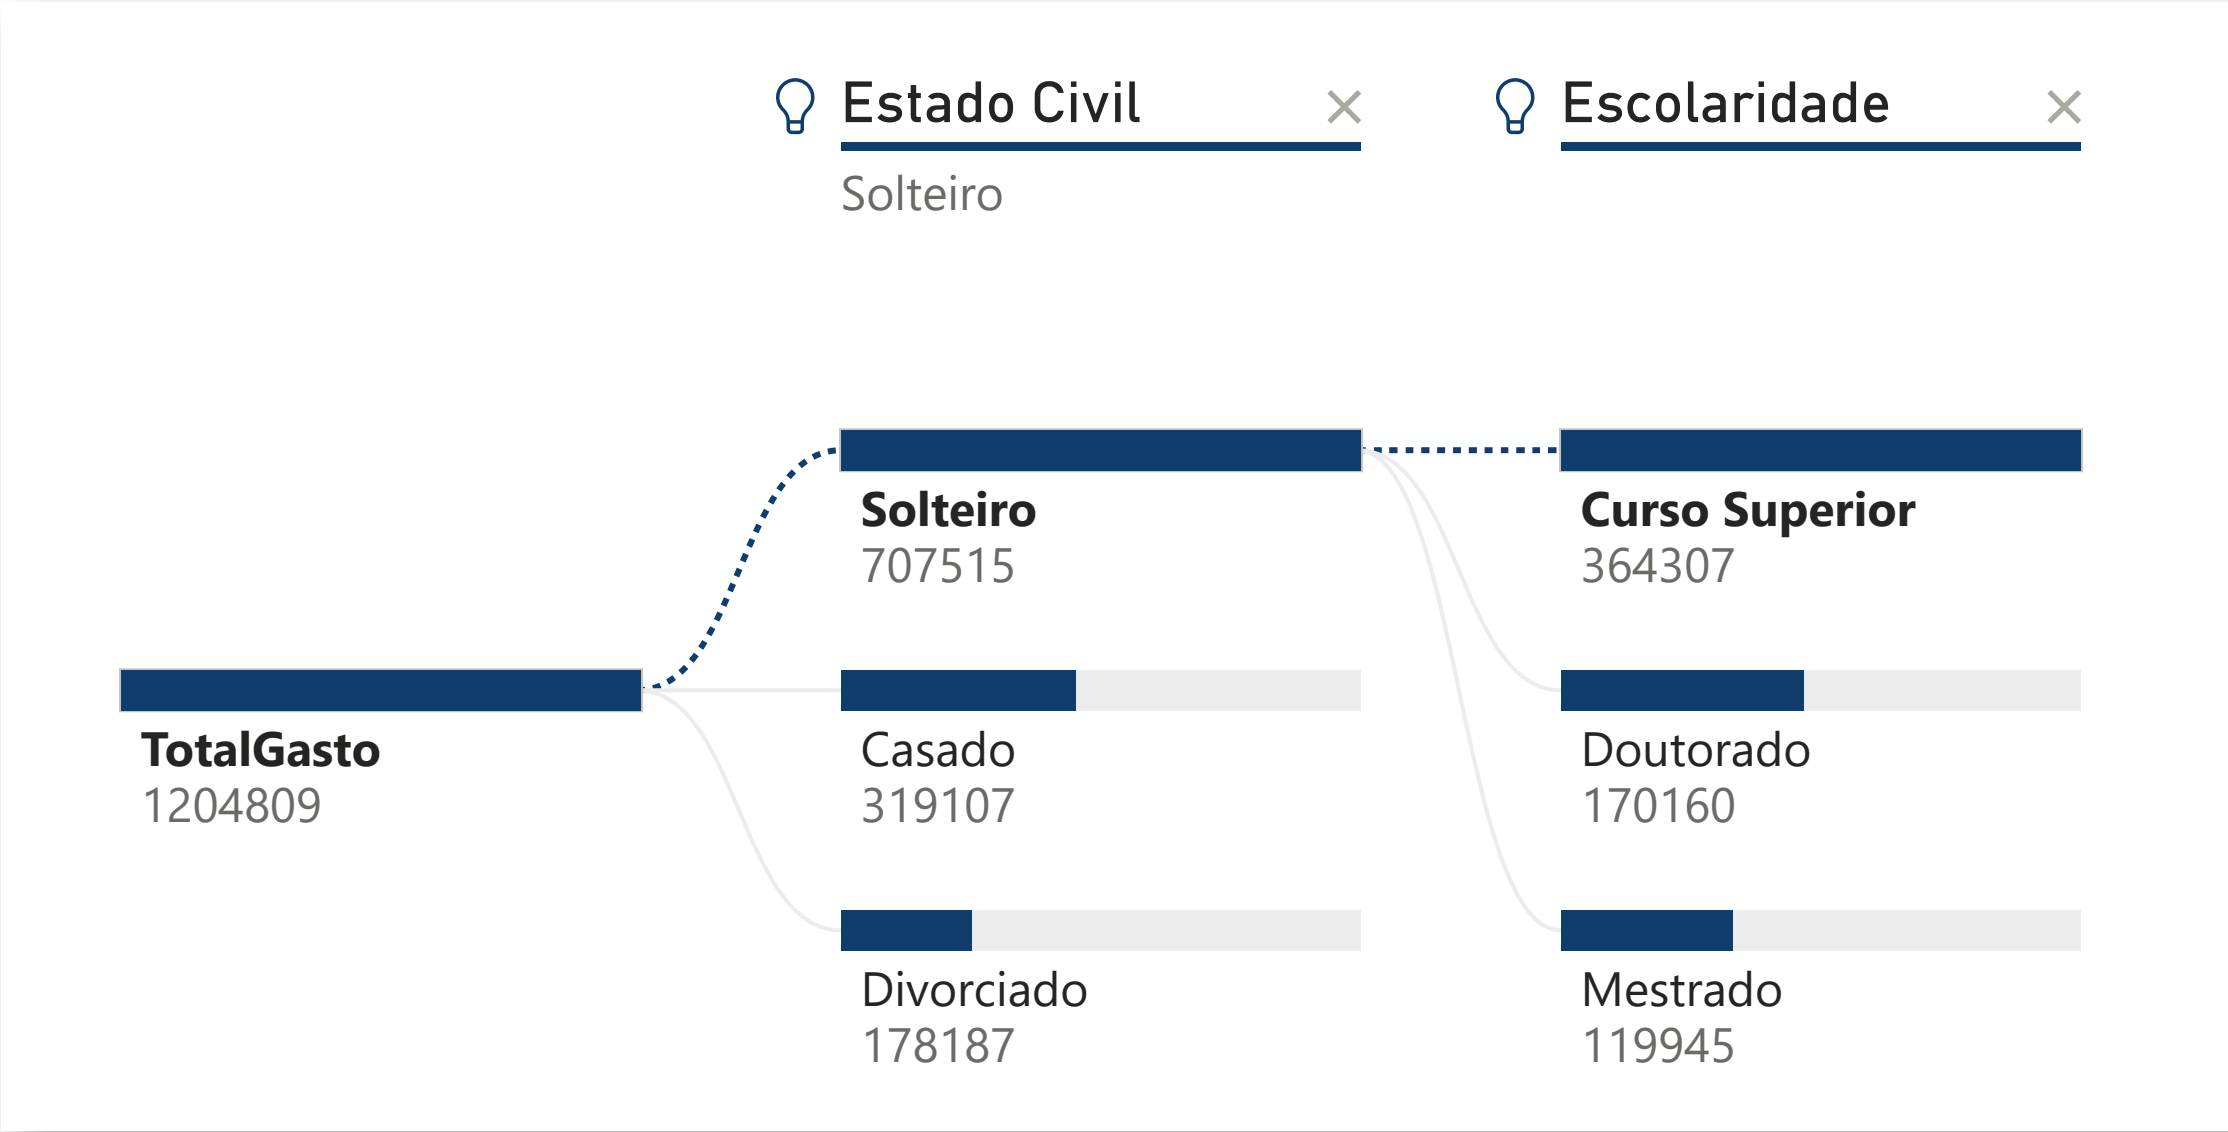 Estado Civil
Solteiro
Escolaridade
TotalGasto
1204809
Solteiro
707515
Casado
319107
Divorciado
178187
Curso Superior
364307
Doutorado
170160
Mestrado
119945